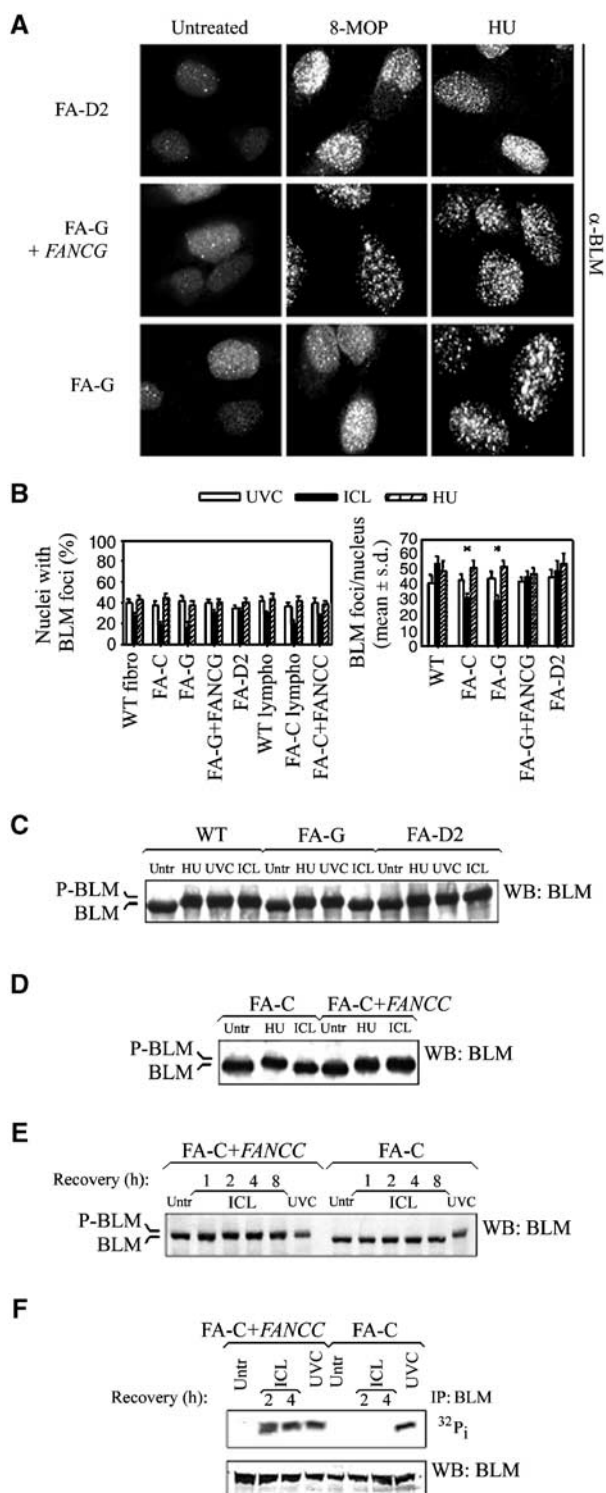 A
Untreated 8-MOP HU
FA-D2
FA-G
+ FANCG
FA-G
α-BLM
B
UVC ICL HU
Nuclei with
BLM foci (%)
100
80
60
40
20
0
WT fibro
FA-C
FA-G
FA-G+FANCG
FA-D2
WT lympho
FA-C lympho
FA-C+FANCC
BLM foci/nucleus
(mean ± s.d.)
50
50
40
30
20
10
0
* *
WT
FA-C
FA-G
FA-G+FANCG
FA-D2
C
WT FA-G FA-D2
Untr HU UVC ICL Untr HU UVC ICL Untr HU UVC ICL
P-BLM
BLM
WB: BLM
D
FA-C FA-C+FANCC
Untr HU ICL Untr HU ICL
P-BLM
BLM
WB: BLM
E
FA-C+FANCC FA-C
Recovery (h): 1 2 4 8 1 2 4 8
Untr ICL UVC Untr ICL UVC
P-BLM
BLM
WB: BLM
F
FA-C+FANCC FA-C
Untr ICL UVC Untr ICL UVC
Recovery (h): 2 4 2 4 IP: BLM
32Pi
WB: BLM